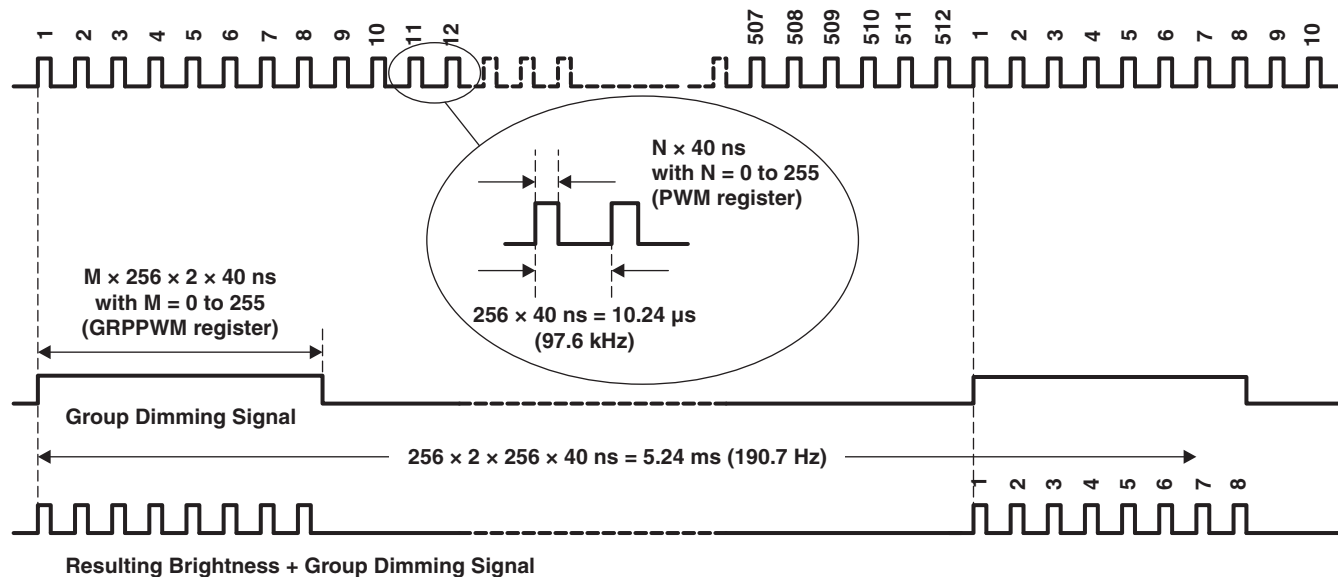 1 2 3 4 5 6 7 8 9 10 11 12 507 508 509 510 511 512 1 2 3 4 5 6 7 8 9 10
N × 40 ns
with N = 0 to 255
(PWM register)
M × 256 × 2 × 40 ns
with M = 0 to 255
(GRPPWM register)
256 × 40 ns = 10.24 µs
(97.6 kHz)
Group Dimming Signal
256 × 2 × 256 × 40 ns = 5.24 ms (190.7 Hz)
1 2 3 4 5 6 7 8
Resulting Brightness + Group Dimming Signal